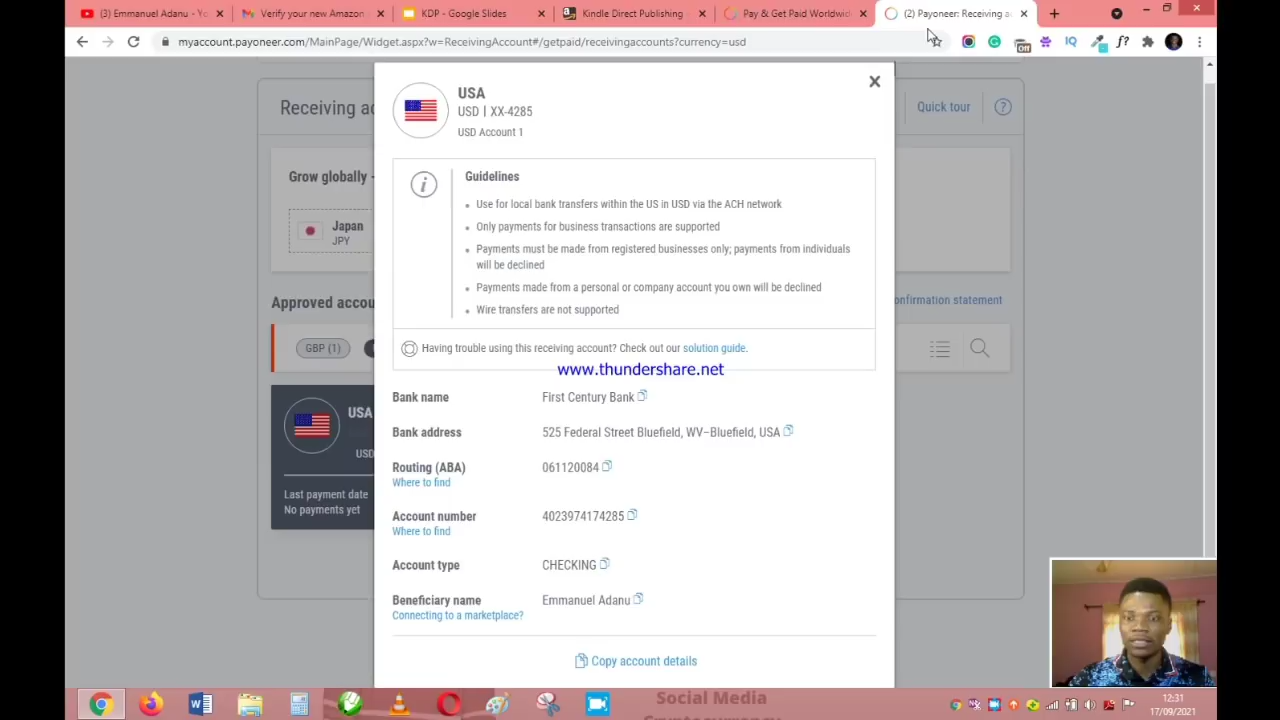 (3) Emmanuel Adanu - Yo
Verify your new Amazon
KDP - Google Slides
Kindle Direct Publishing
Pay & Get Paid Worldwid
(2) Payoneer: Receiving a
myaccount.payoneer.com/MainPage/Widget.aspx?w=ReceivingAccount#/getpaid/receivingaccounts?currency=usd
Off
IQ
f?
Receiving a
Quick tour
?
USA
USD | XX-4285
USD Account 1
Grow globally -
Japan
JPY
i
Guidelines
Use for local bank transfers within the US in USD via the ACH network
Only payments for business transactions are supported
Payments must be made from registered businesses only; payments from individuals
will be declined
Payments made from a personal or company account you own will be declined
Wire transfers are not supported
Approved accou
onfirmation statement
GBP (1)
Having trouble using this receiving account? Check out our solution guide.
www.thundershare.net
USA
USD
Last payment date
No payments yet
Bank name
First Century Bank
Bank address
525 Federal Street Bluefield, WV–Bluefield, USA
Routing (ABA)
061120084
Where to find
Account number
4023974174285
Where to find
Account type
CHECKING
Beneficiary name
Emmanuel Adanu
Connecting to a marketplace?
Copy account details
Social Media
Cryptocurrency
12:31
17/09/2021